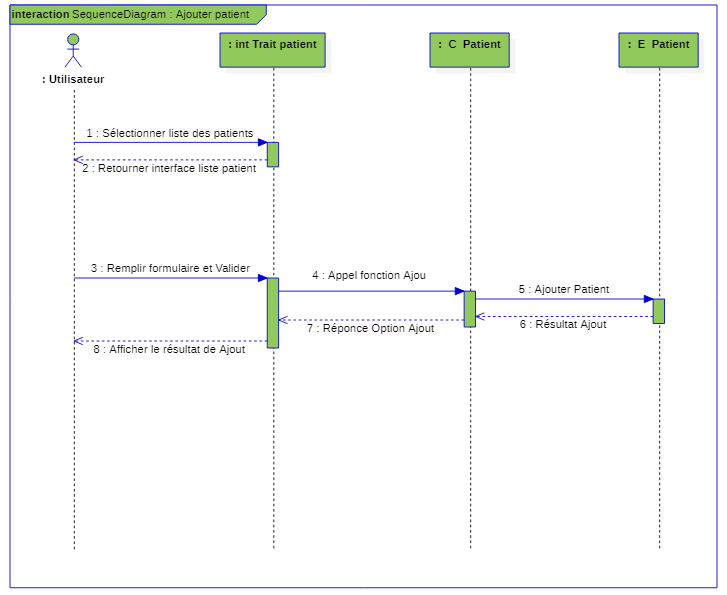 interaction SequenceDiagram : Ajouter patient
: Utilisateur
: int Trait patient
: C Patient
: E Patient
1 : Sélectionner liste des patients
2 : Retourner interface liste patient
3 : Remplir formulaire et Valider
4 : Appel fonction Ajou
5 : Ajouter Patient
6 : Résultat Ajout
7 : Réponce Option Ajout
8 : Afficher le résultat de Ajout